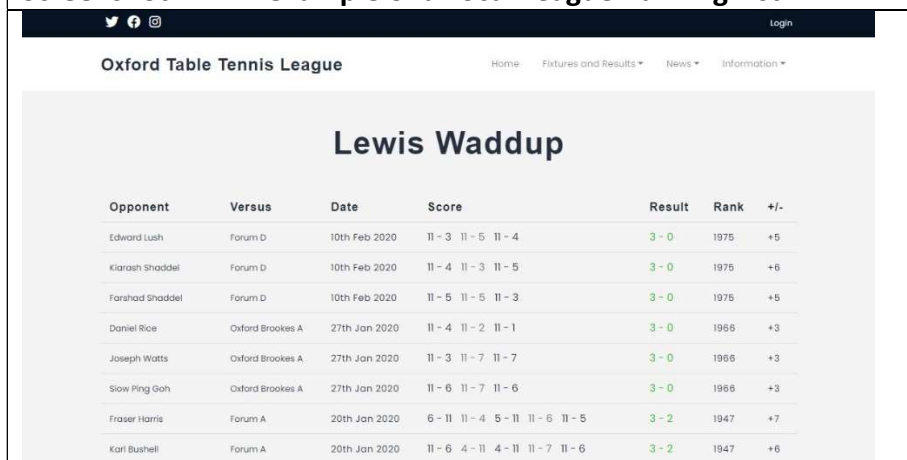 Login
Oxford Table Tennis League Home Fixtures and Results News Information
Lewis Waddup
Opponent Versus Date Score Result Rank +/-
Edward Lush Forum D 10th Feb 2020 11 - 3 11 - 5 11 - 4 3 - 0 1975 +5
Kiarash Shaddel Forum D 10th Feb 2020 11 - 4 11 - 3 11 - 5 3 - 0 1975 +6
Farshad Shaddel Forum D 10th Feb 2020 11 - 5 11 - 5 11 - 3 3 - 0 1975 +5
Daniel Rice Oxford Brookes A 27th Jan 2020 11 - 4 11 - 2 11 - 1 3 - 0 1966 +3
Joseph Watts Oxford Brookes A 27th Jan 2020 11 - 3 11 - 7 11 - 7 3 - 0 1966 +3
Siow Ping Goh Oxford Brookes A 27th Jan 2020 11 - 6 11 - 7 11 - 6 3 - 0 1966 +3
Fraser Harris Forum A 20th Jan 2020 6 - 11 11 - 4 5 - 11 11 - 6 11 - 5 3 - 2 1947 +7
Karl Bushell Forum A 20th Jan 2020 11 - 6 4 - 11 4 - 11 11 - 7 11 - 6 3 - 2 1947 +6